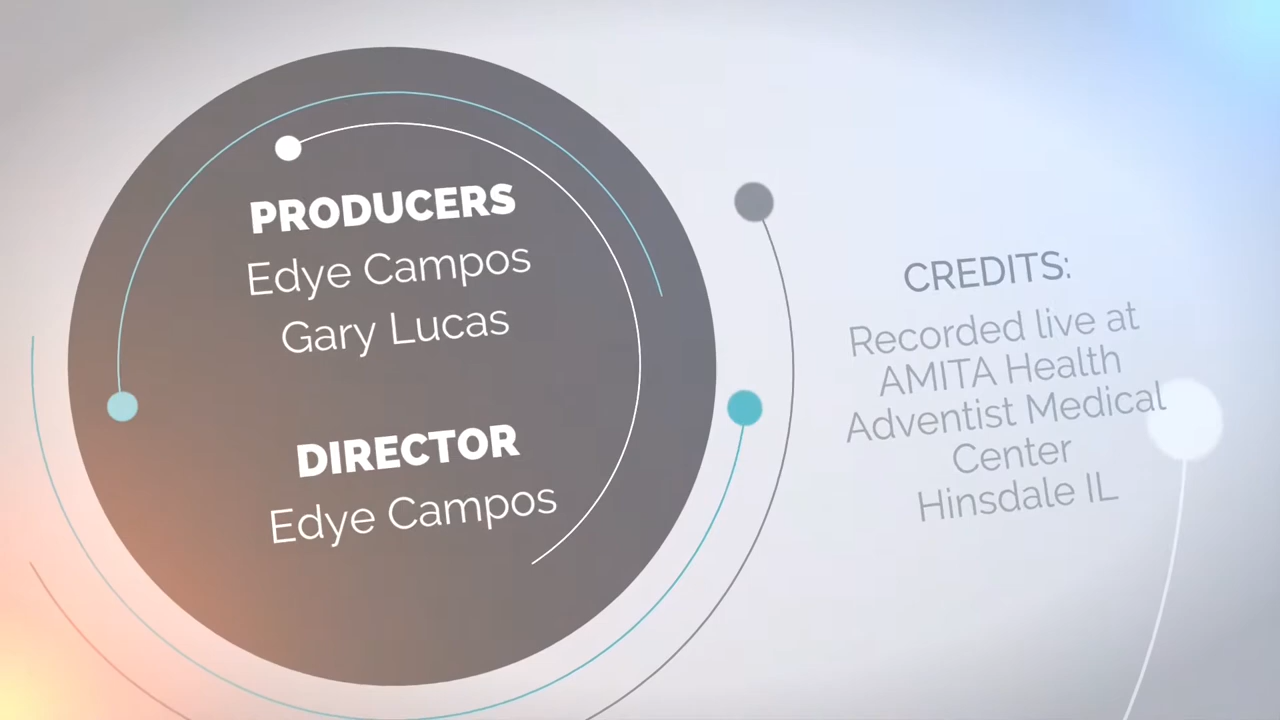 PRODUCERS
Edye Campos
Gary Lucas
DIRECTOR
Edye Campos
CREDITS:
Recorded live at
AMITA Health
Adventist Medical
Center
Hinsdale IL